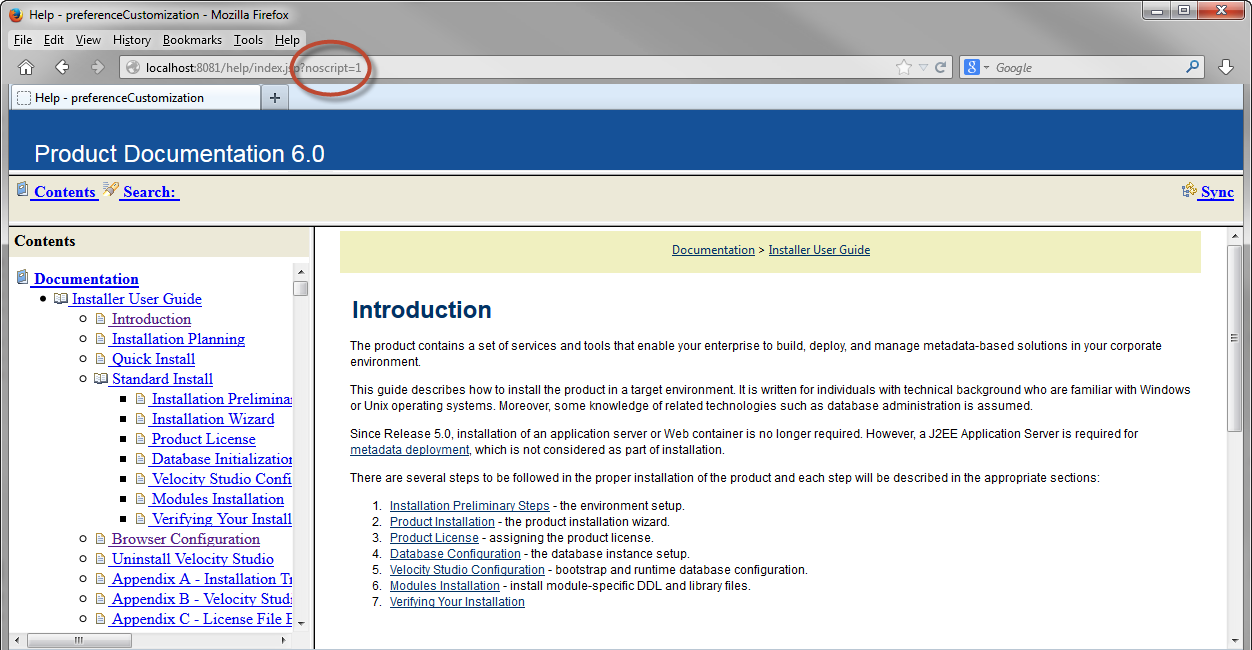 Help - preferenceCustomization - Mozilla Firefox
File Edit View History Bookmarks Tools Help
localhost:8081/help/index.jsp?noscript=1
8 Google
Help - preferenceCustomization +
Product Documentation 6.0
Contents Search: Sync
Contents
Documentation
Installer User Guide
Introduction
Installation Planning
Quick Install
Standard Install
Installation Prelimina
Installation Wizard
Product License
Database Initialization
Velocity Studio Confi
Modules Installation
Verifying Your Install
Browser Configuration
Uninstall Velocity Studio
Appendix A - Installation Tr
Appendix B - Velocity Studi
Appendix C - License File E
Documentation > Installer User Guide
Introduction
The product contains a set of services and tools that enable your enterprise to build, deploy, and manage metadata-based solutions in your corporate
environment.
This guide describes how to install the product in a target environment. It is written for individuals with technical background who are familiar with Windows
or Unix operating systems. Moreover, some knowledge of related technologies such as database administration is assumed.
Since Release 5.0, installation of an application server or Web container is no longer required. However, a J2EE Application Server is required for
metadata deployment, which is not considered as part of installation.
There are several steps to be followed in the proper installation of the product and each step will be described in the appropriate sections:
1. Installation Preliminary Steps - the environment setup.
2. Product Installation - the product installation wizard.
3. Product License - assigning the product license.
4. Database Configuration - the database instance setup.
5. Velocity Studio Configuration - bootstrap and runtime database configuration.
6. Modules Installation - install module-specific DDL and library files.
7. Verifying Your Installation